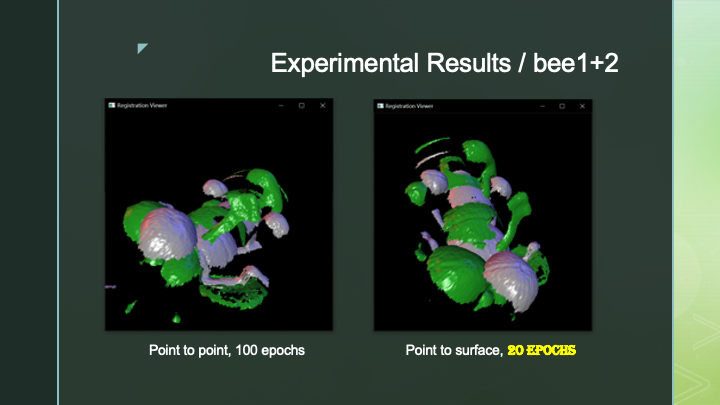 Experimental Results / bee1+2
Registration Viewer
Registration Viewer
Point to point, 100 epochs
Point to surface, 20 EPOCHS